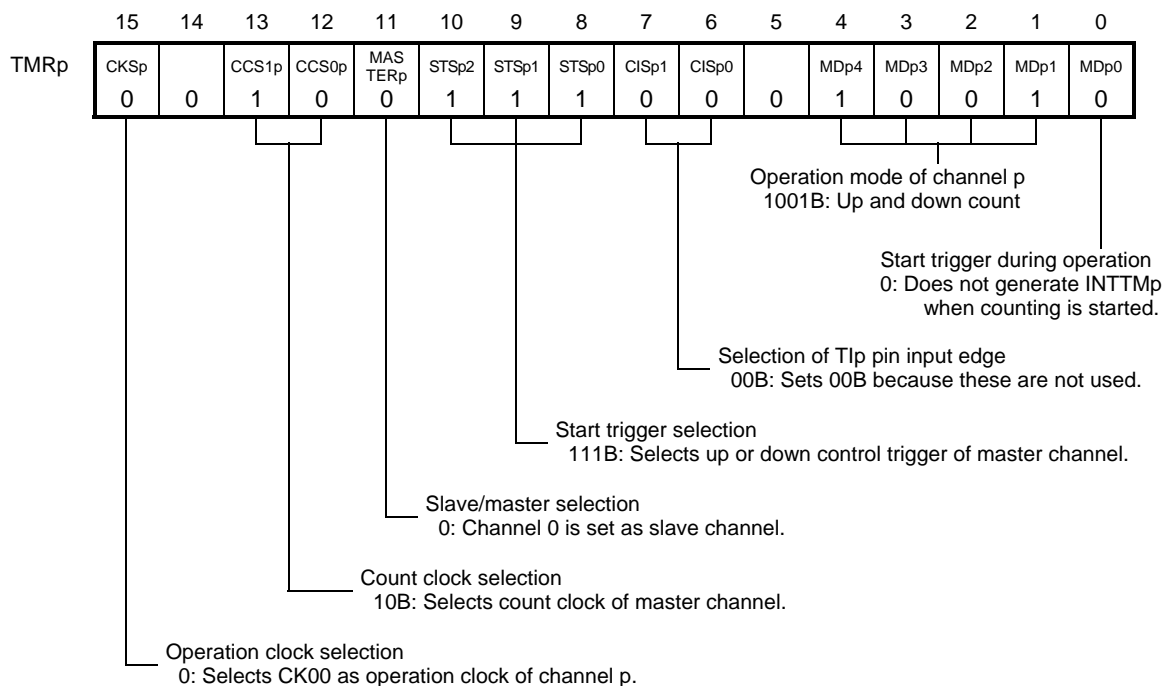 15 14 13 12 11 10 9 8 7 6 5 4 3 2 1 0
TMRp CKSp CCS1p CCS0p MAS TERp STSp2 STSp1 STSp0 CISp1 CISp0 MDp4 MDp3 MDp2 MDp1 MDp0
0 0 1 0 0 1 1 1 0 0 0 1 0 0 1 0
Operation mode of channel p
1001B: Up and down count
Start trigger during operation
0: Does not generate INTTMp
when counting is started.
Selection of TIp pin input edge
00B: Sets 00B because these are not used.
Start trigger selection
111B: Selects up or down control trigger of master channel.
Slave/master selection
0: Channel 0 is set as slave channel.
Count clock selection
10B: Selects count clock of master channel.
Operation clock selection
0: Selects CK00 as operation clock of channel p.